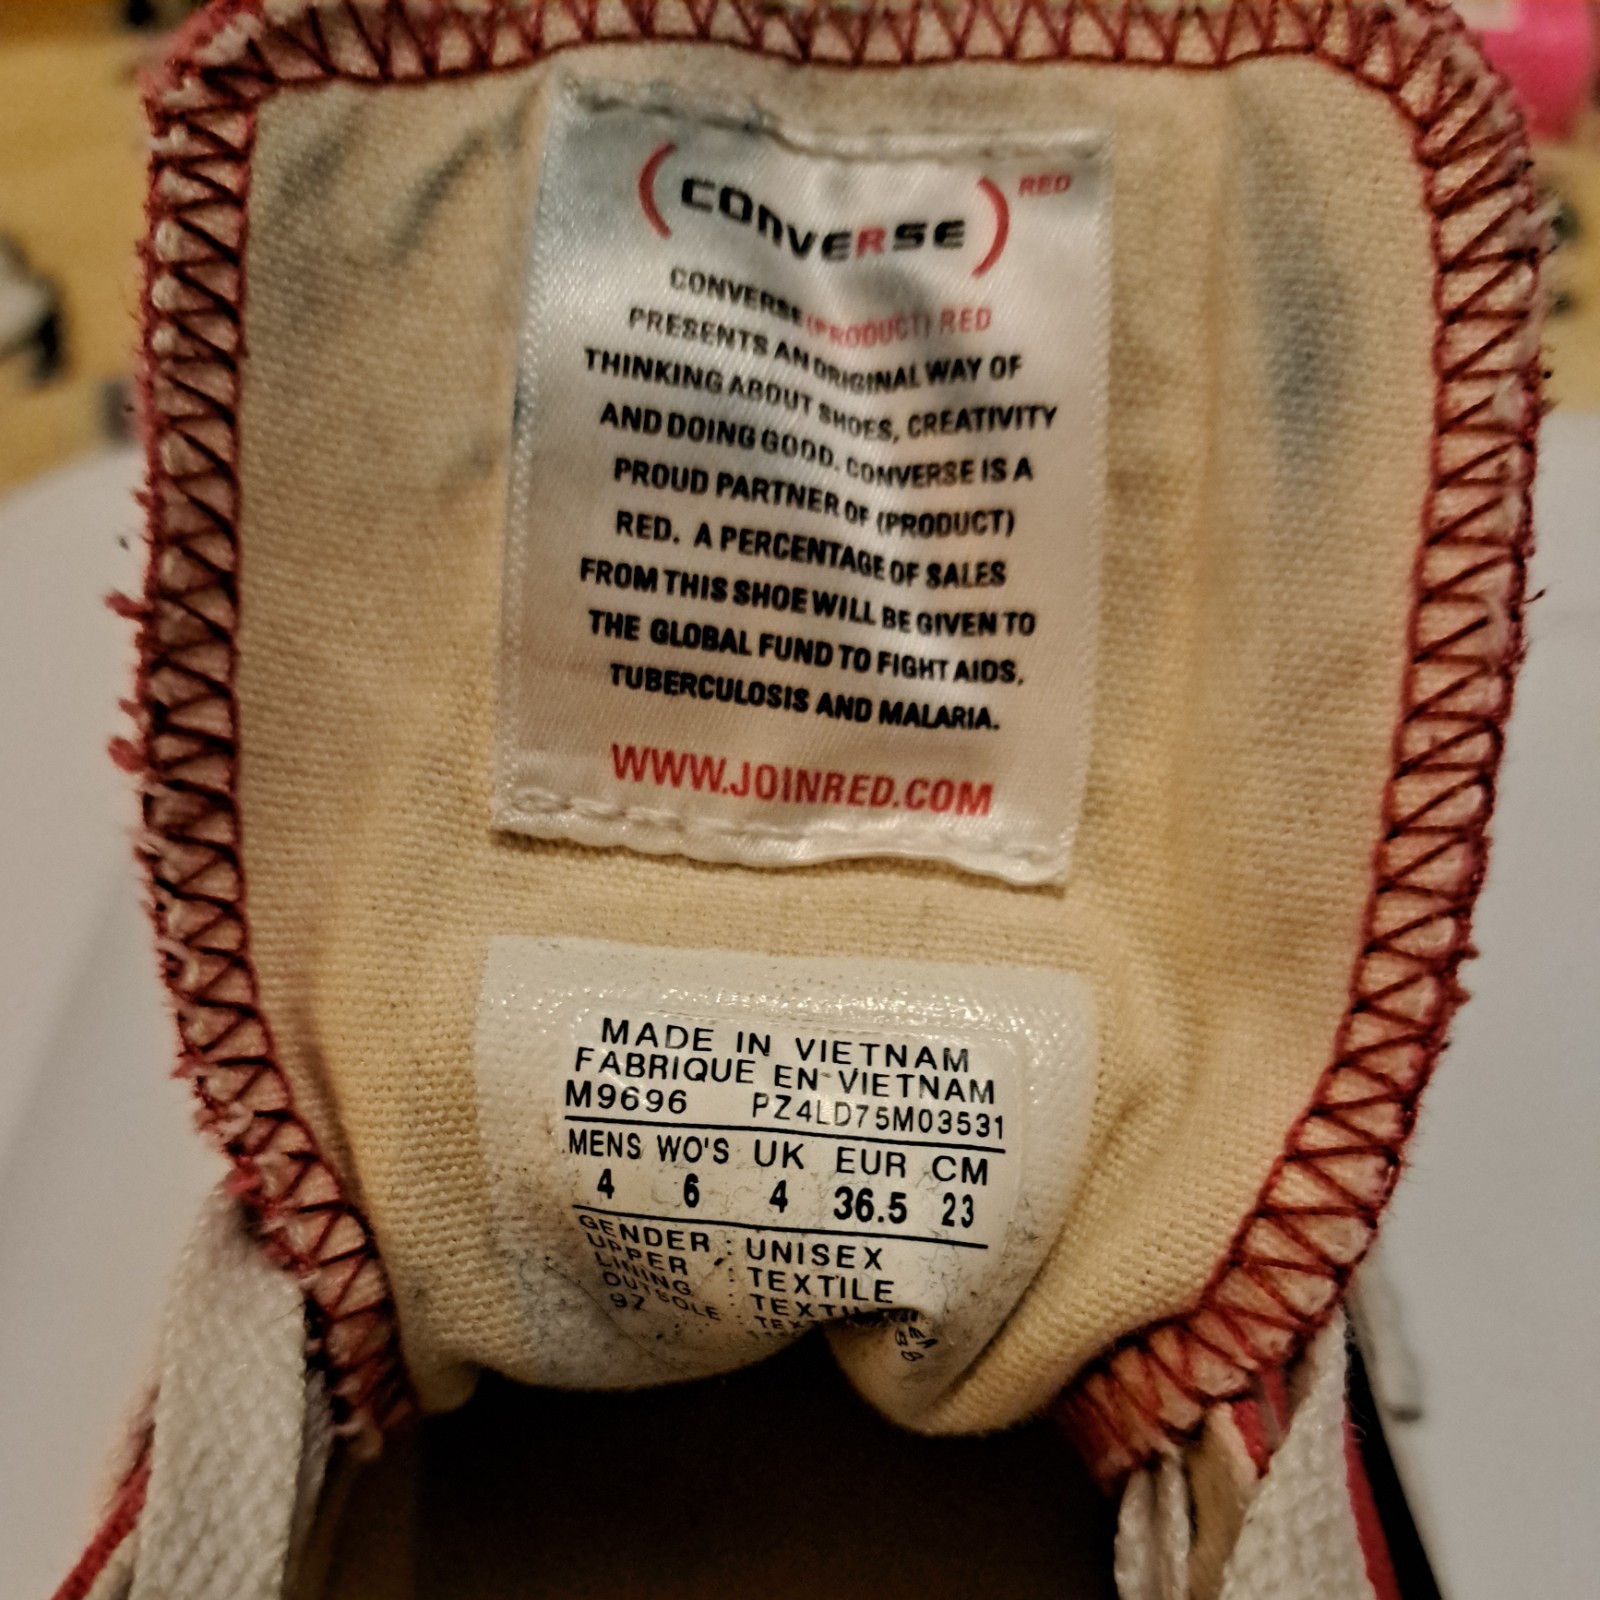 (CONVERSE) RED
CONVERSE (PRODUCT) RED
PRESENTS AN ORIGINAL WAY OF
THINKING ABOUT SHOES, CREATIVITY
AND DOING GOOD. CONVERSE IS A
PROUD PARTNER OF (PRODUCT)
RED. A PERCENTAGE OF SALES
FROM THIS SHOE WILL BE GIVEN TO
THE GLOBAL FUND TO FIGHT AIDS,
TUBERCULOSIS AND MALARIA.
WWW.JOINRED.COM
MADE IN VIETNAM
FABRIQUE EN VIETNAM
M9696 PZ4LD75M03531
MENS WO'S UK EUR CM
4 6 4 36.5 23
GENDER : UNISEX
UPPER : TEXTILE
LINING :
OUTSOLE :
97